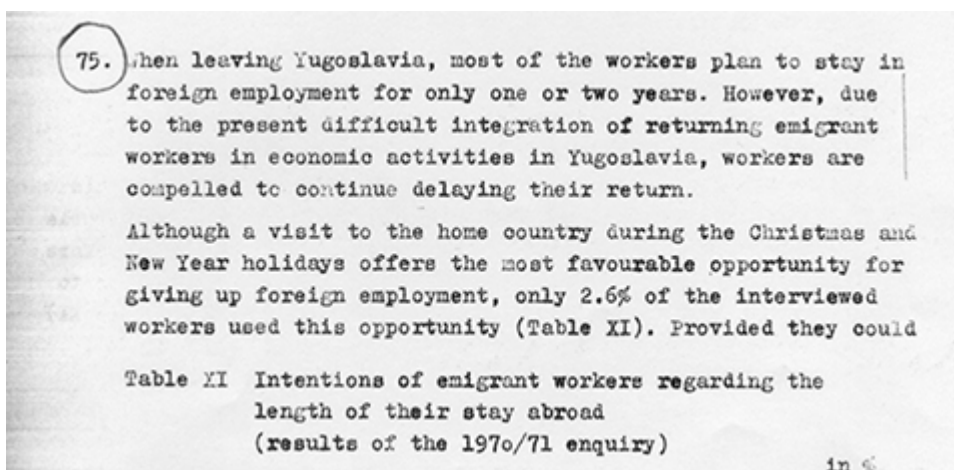 75. When leaving Yugoslavia, most of the workers plan to stay in
foreign employment for only one or two years. However, due
to the present difficult integration of returning emigrant
workers in economic activities in Yugoslavia, workers are
compelled to continue delaying their return.
Although a visit to the home country during the Christmas and
New Year holidays offers the most favourable opportunity for
giving up foreign employment, only 2.6% of the interviewed
workers used this opportunity (Table XI). Provided they could
Table XI Intentions of emigrant workers regarding the
length of their stay abroad
(results of the 197o/71 enquiry)
in %